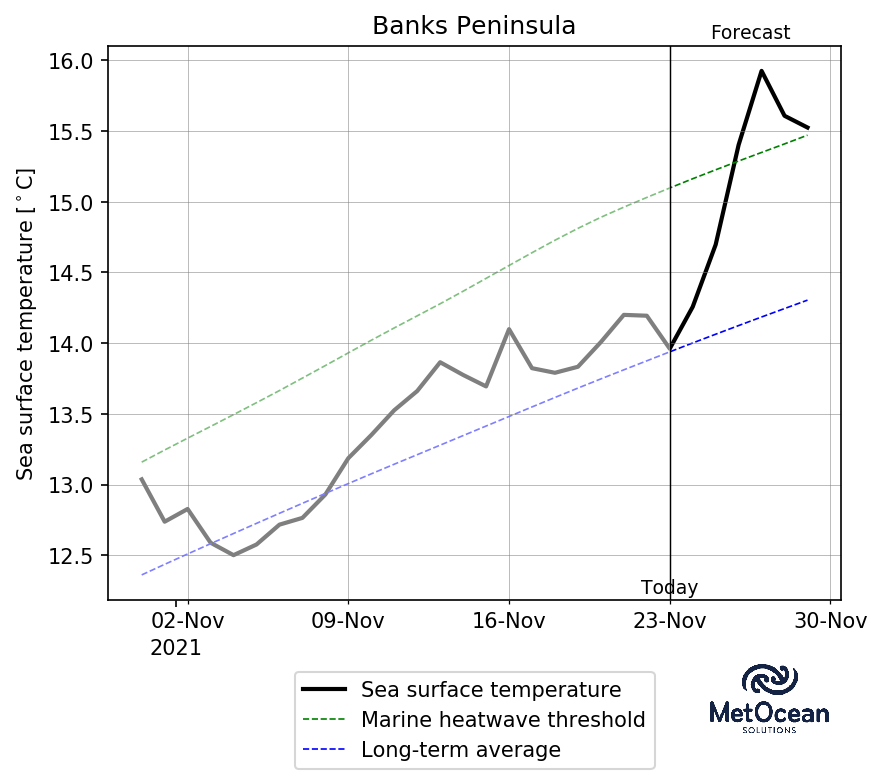 Banks Peninsula
Forecast
Sea surface temperature [°C]
16.0
15.5
15.0
14.5
14.0
13.5
13.0
12.5
Today
02-Nov 09-Nov 16-Nov 23-Nov 30-Nov
2021
Sea surface temperature
Marine heatwave threshold
Long-term average
MetOcean
SOLUTIONS